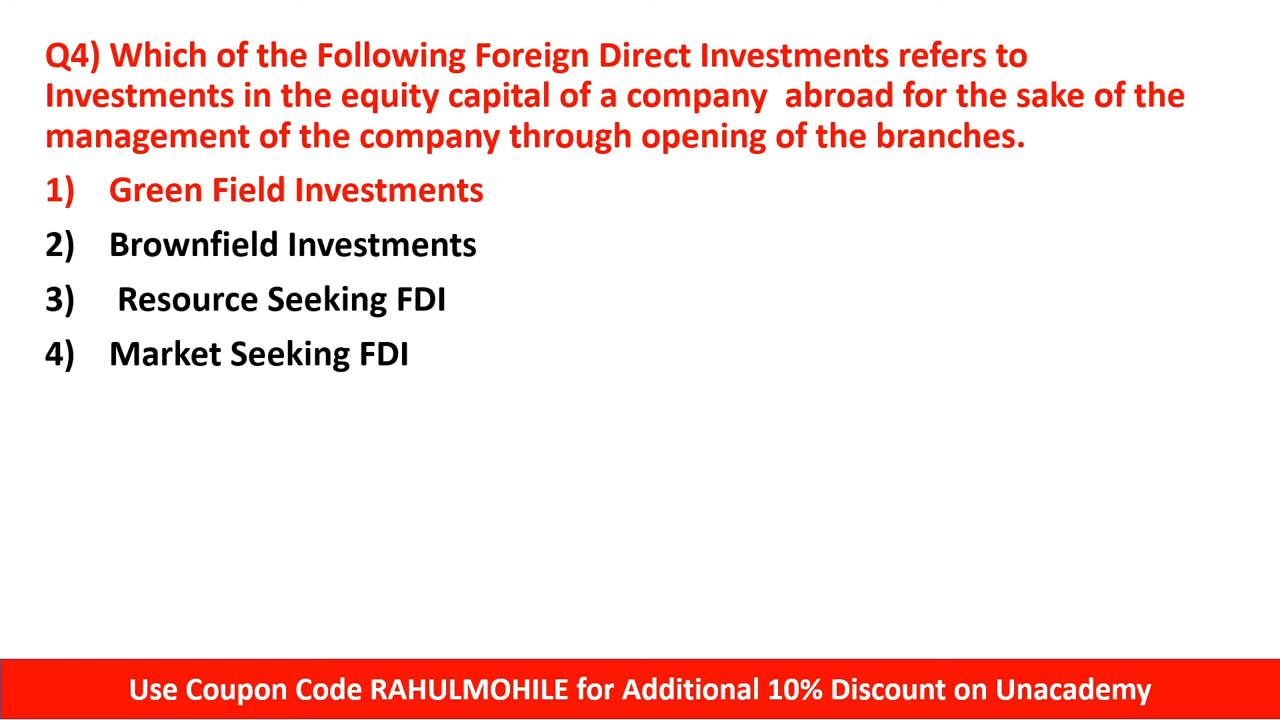 Q4) Which of the Following Foreign Direct Investments refers to
Investments in the equity capital of a company  abroad for the sake of the
management of the company through opening of the branches.
1) Green Field Investments
2) Brownfield Investments
3) Resource Seeking FDI
4) Market Seeking FDI
Use Coupon Code RAHULMOHILE for Additional 10% Discount on Unacademy